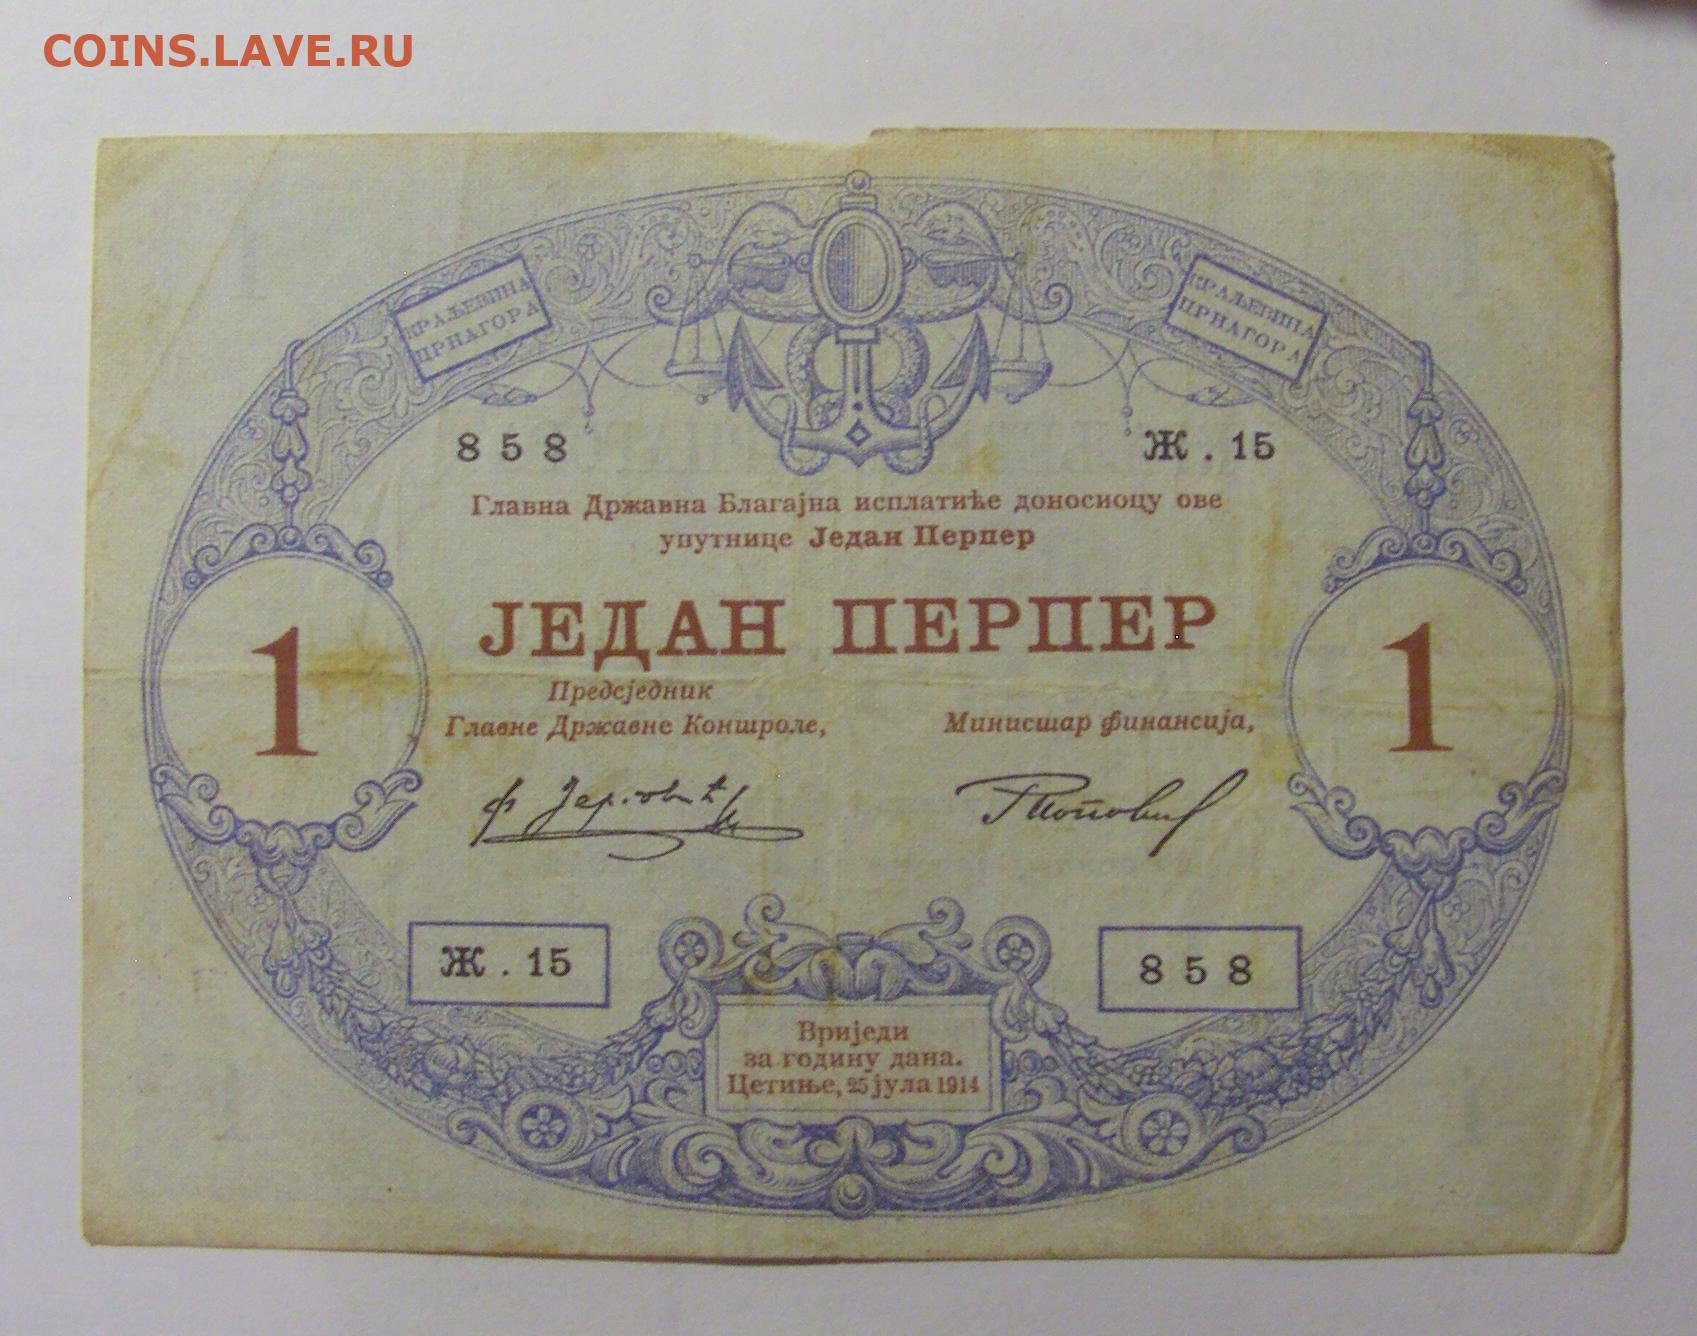 COINS.LAVE.RU
КРАЉЕВИНА
ЦРНАГОРА
КРАЉЕВИНА
ЦРНАГОРА
858 Ж.15
Главна Државна Благајна исплатиће доносиоцу ове
упутнице Један Перпер
ЈЕДАН ПЕРПЕР
1 1
Предсједник
Главне Државне Контроле, Министар финансија,
Ж.15 858
Вриједи
за годину дана.
Цетиње, 25 јула 1914